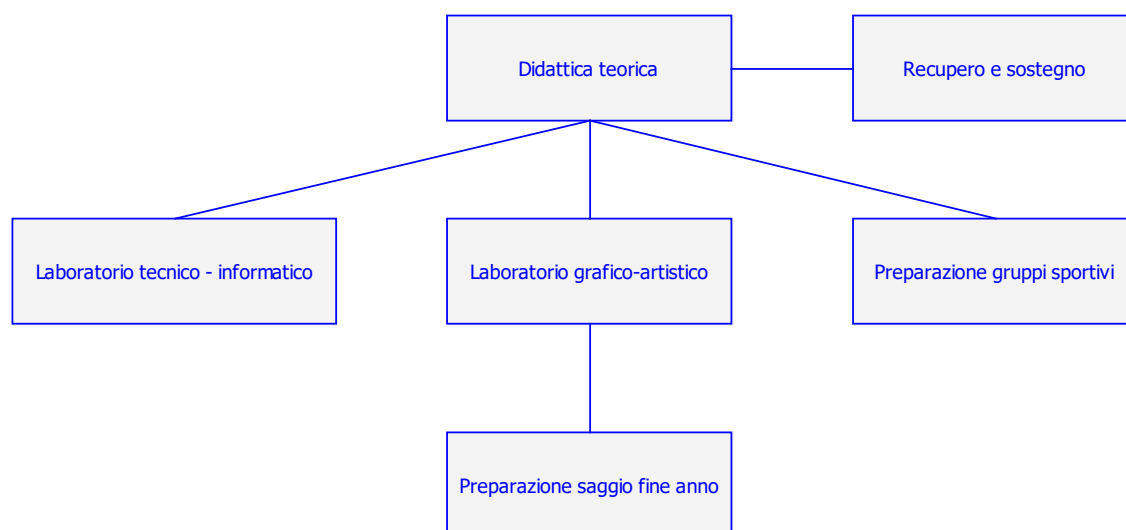 Didattica teorica
Recupero e sostegno
Laboratorio tecnico - informatico
Laboratorio grafico-artistico
Preparazione gruppi sportivi
Preparazione saggio fine anno